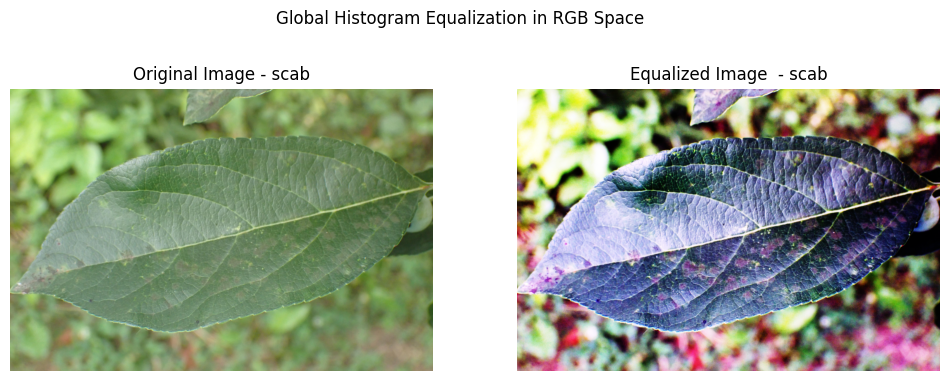 Global Histogram Equalization in RGB Space
Original Image - scab
Equalized Image  - scab